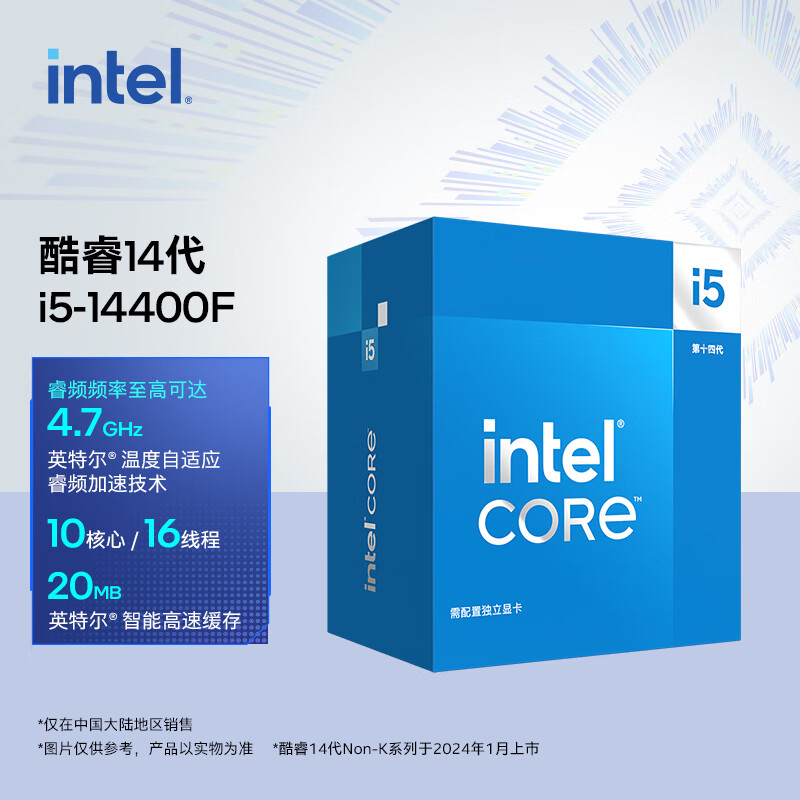 intel®
酷睿14代
i5-14400F
睿频频率至高可达
4.7GHz
英特尔® 温度自适应
睿频加速技术
10核心 / 16线程
20MB
英特尔® 智能高速缓存
i5
第十四代
i5
intel® CORE
intel®
CORE™
需配置独立显卡
*仅在中国大陆地区销售
*图片仅供参考，产品以实物为准 *酷睿14代Non-K系列于2024年1月上市